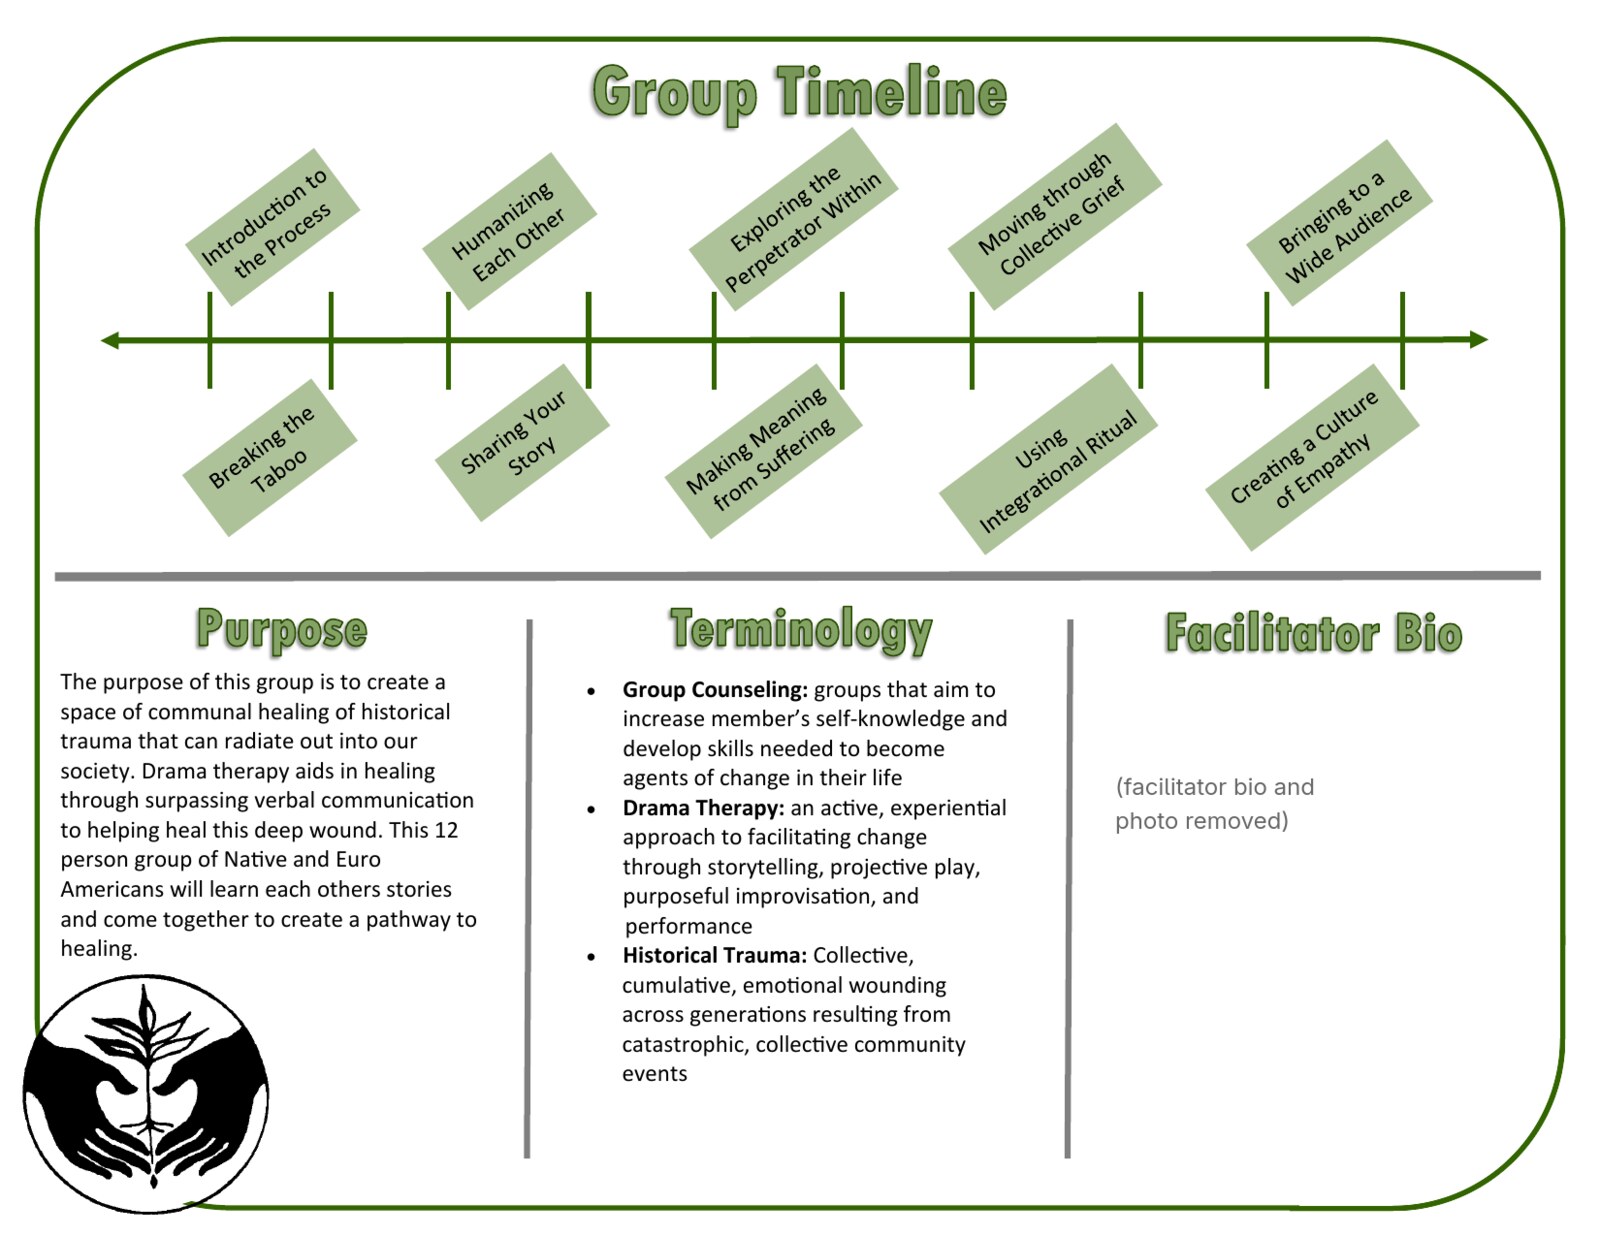 Group Timeline
Introduction to
the Process
Humanizing
Each Other
Exploring the
Perpetrator Within
Moving through
Collective Grief
Bringing to a
Wide Audience
Breaking the
Taboo
Sharing Your
Story
Making Meaning
from Suffering
Using
Integrational Ritual
Creating a Culture
of Empathy
Purpose
The purpose of this group is to create a
space of communal healing of historical
trauma that can radiate out into our
society. Drama therapy aids in healing
through surpassing verbal communication
to helping heal this deep wound. This 12
person group of Native and Euro
Americans will learn each others stories
and come together to create a pathway to
healing.
Terminology
• Group Counseling: groups that aim to
increase member’s self-knowledge and
develop skills needed to become
agents of change in their life
• Drama Therapy: an active, experiential
approach to facilitating change
through storytelling, projective play,
purposeful improvisation, and
performance
• Historical Trauma: Collective,
cumulative, emotional wounding
across generations resulting from
catastrophic, collective community
events
Facilitator Bio
(facilitator bio and
photo removed)